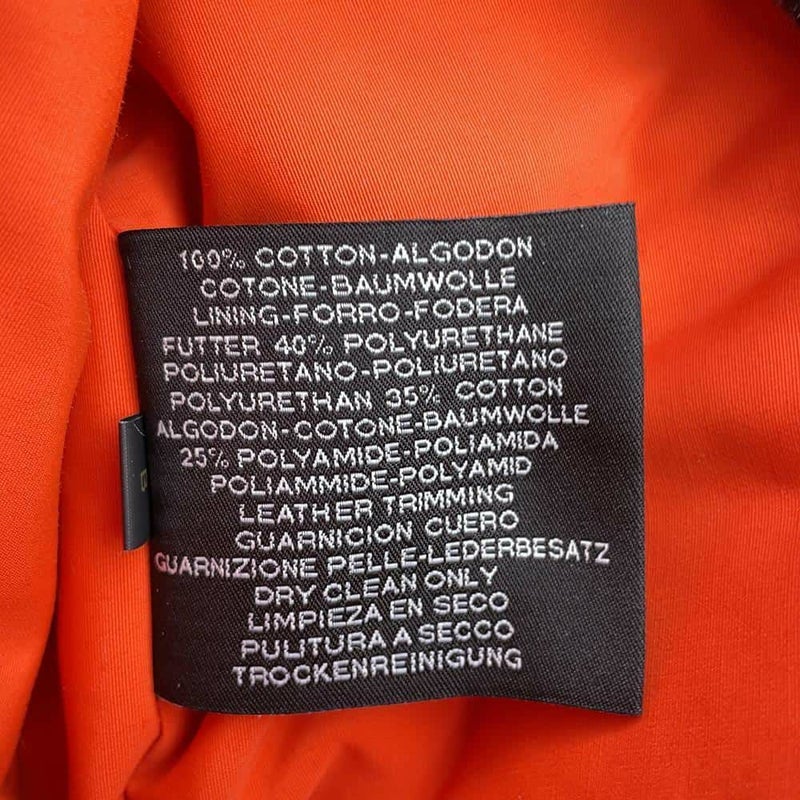 100% COTTON-ALGODON
COTONE-BAUMWOLLE
LINING-FORRO-FODERA
FUTTER 40% POLYURETHANE
POLIURETANO-POLIURETANO
POLYURETHAN 35% COTTON
ALGODON-COTONE-BAUMWOLLE
25% POLYAMIDE-POLIAMIDA
POLIAMMIDE-POLYAMID
LEATHER TRIMMING
GUARNICION CUERO
GUARNIZIONE PELLE-LEDERBESATZ
DRY CLEAN ONLY
LIMPIEZA EN SECO
PULITURA A SECCO
TROCKENREINIGUNG